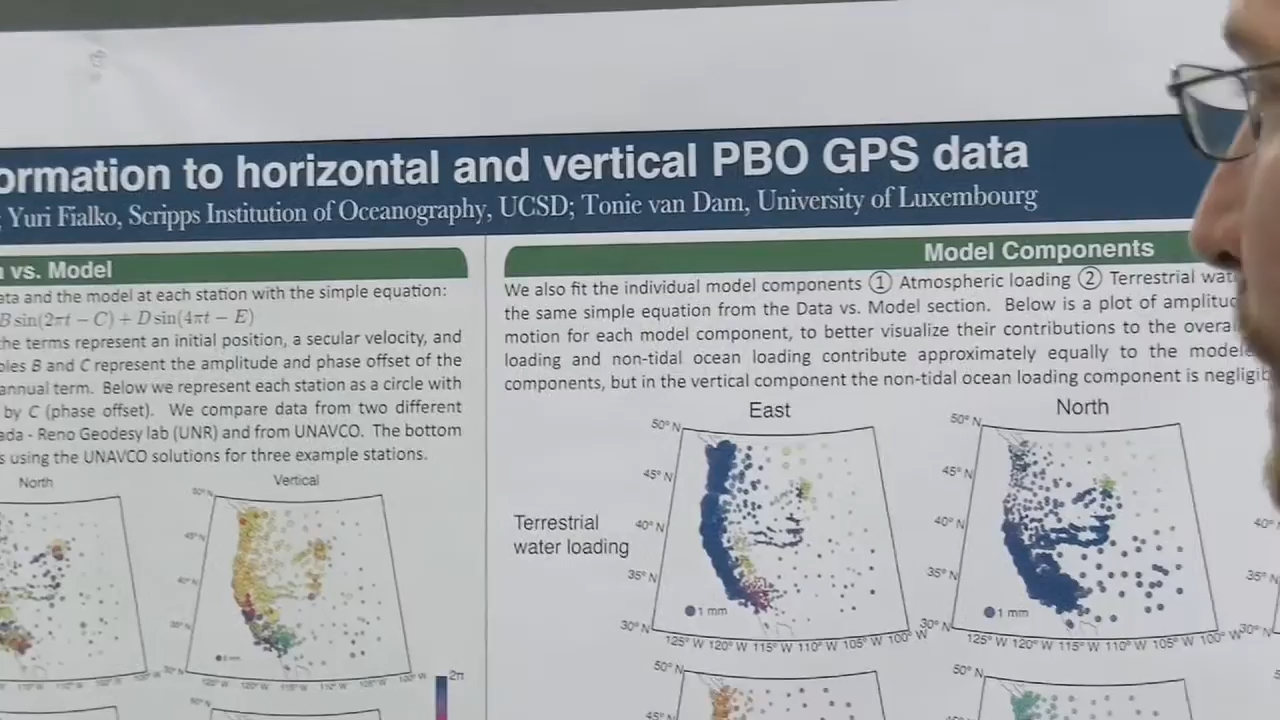 ormation to horizontal and vertical PBO GPS data
Yuri Fialko, Scripps Institution of Oceanography, UCSD; Tonie van Dam, University of Luxembourg
vs. Model
ata and the model at each station with the simple equation:
B sin(2πt − C) + D sin(4πt − E)
he terms represent an initial position, a secular velocity, and
bles B and C represent the amplitude and phase offset of the
annual term. Below we represent each station as a circle with
by C (phase offset). We compare data from two different
ada - Reno Geodesy lab (UNR) and from UNAVCO. The bottom
s using the UNAVCO solutions for three example stations.
North
Vertical
2π
Model Components
We also fit the individual model components ① Atmospheric loading ② Terrestrial wat
the same simple equation from the Data vs. Model section. Below is a plot of amplitud
motion for each model component, to better visualize their contributions to the overal
loading and non-tidal ocean loading contribute approximately equally to the modele
components, but in the vertical component the non-tidal ocean loading component is negligib
East
North
Terrestrial
water loading
50° N
45° N
40° N
35° N
30° N
1 mm
125° W 120° W 115° W 110° W 105° W 100° W
50° N
45° N
40° N
35° N
30° N
1 mm
125° W 120° W 115° W 110° W 105° W 100° W
40°
35° N
30° N
50° N
45° N
50° N